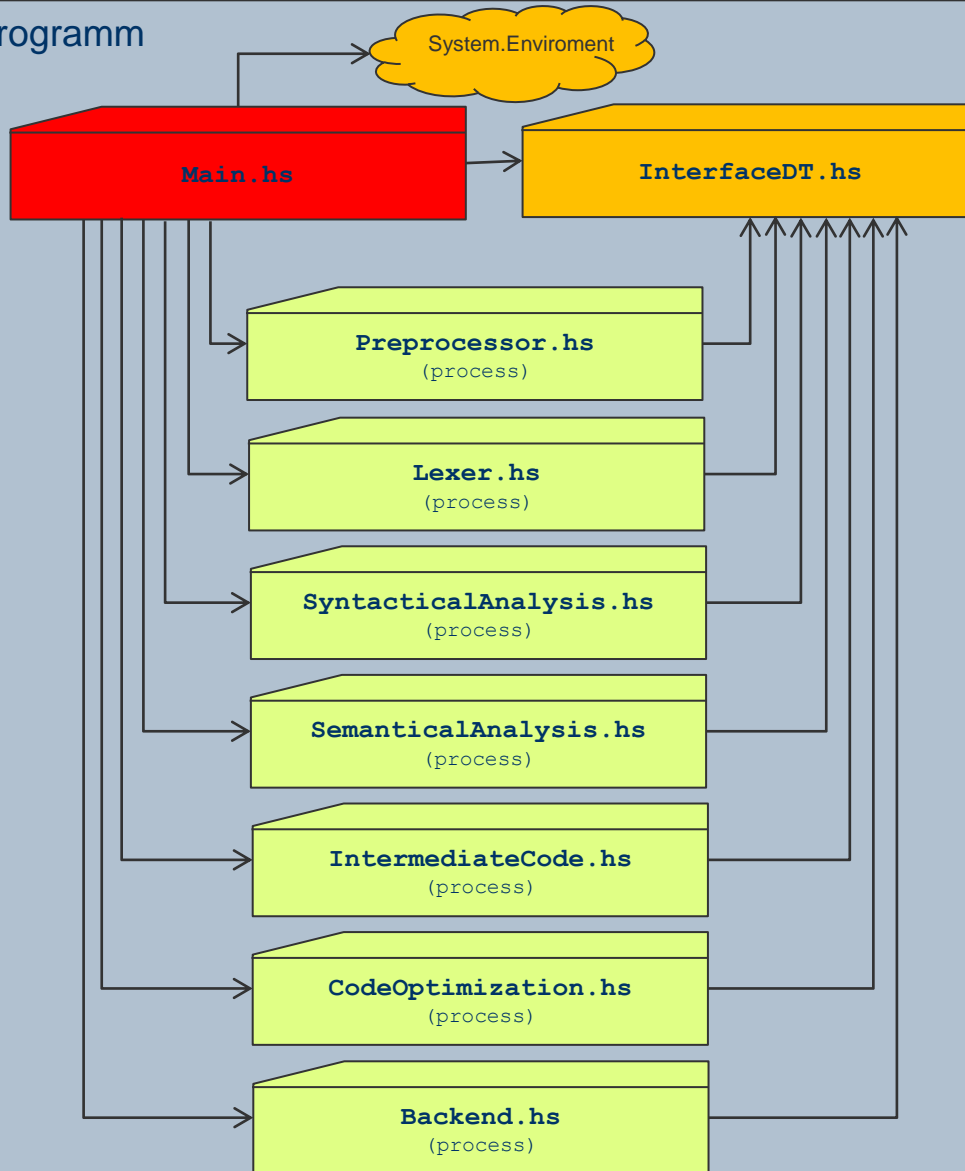 rogramm
System.Enviroment
Main.hs
InterfaceDT.hs
Preprocessor.hs
(process)
Lexer.hs
(process)
SyntacticalAnalysis.hs
(process)
SemanticalAnalysis.hs
(process)
IntermediateCode.hs
(process)
CodeOptimization.hs
(process)
Backend.hs
(process)